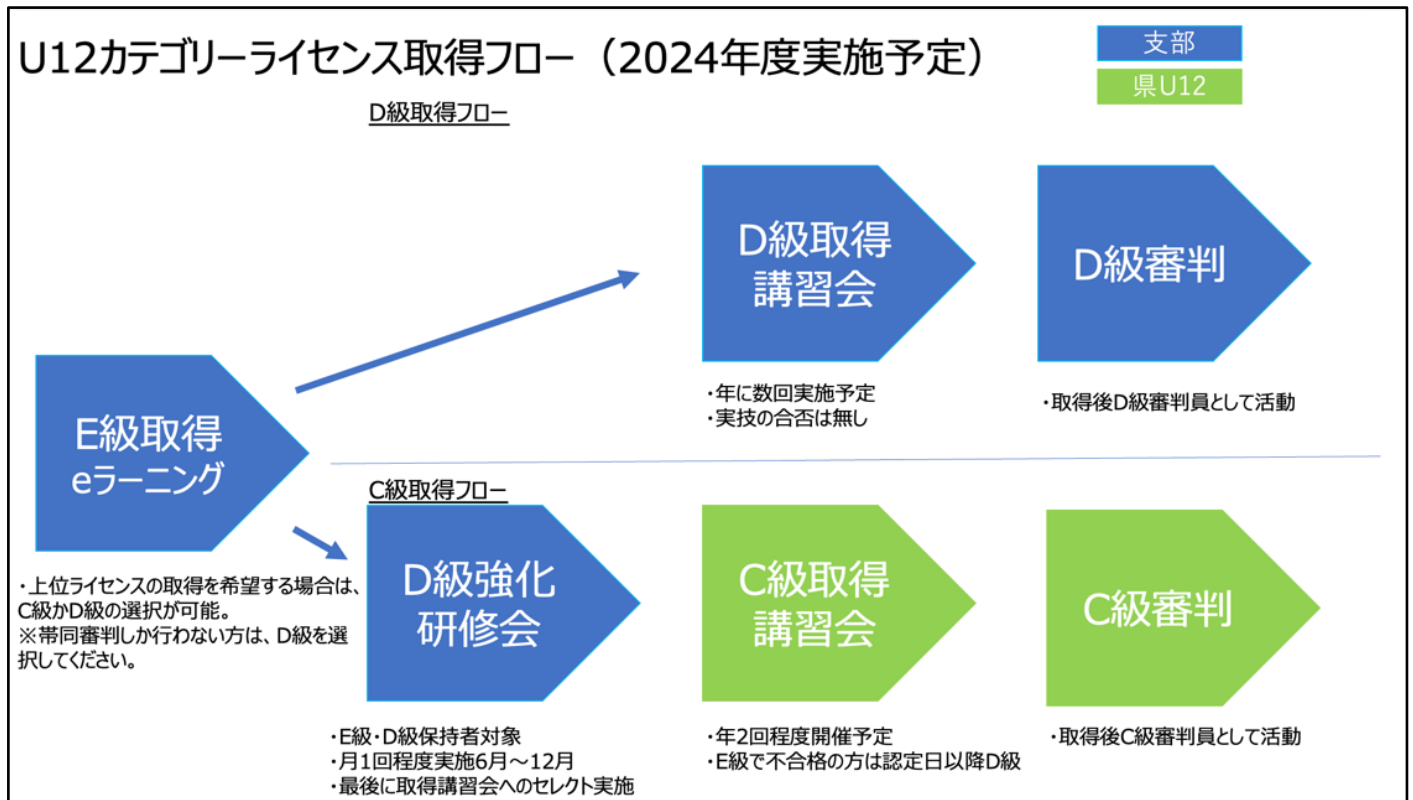 U12カテゴリーライセンス取得フロー（2024年度実施予定）
支部
県U12
D級取得フロー
D級取得
講習会
D級審判
・年に数回実施予定
・実技の合否は無し
・取得後D級審判員として活動
E級取得
eラーニング
・上位ライセンスの取得を希望する場合は、
C級かD級の選択が可能。
※帯同審判しか行わない方は、D級を選
択してください。
C級取得フロー
D級強化
研修会
C級取得
講習会
C級審判
・E級・D級保持者対象
・月1回程度実施6月～12月
・最後に取得講習会へのセレクト実施
・年2回程度開催予定
・E級で不合格の方は認定日以降D級
・取得後C級審判員として活動